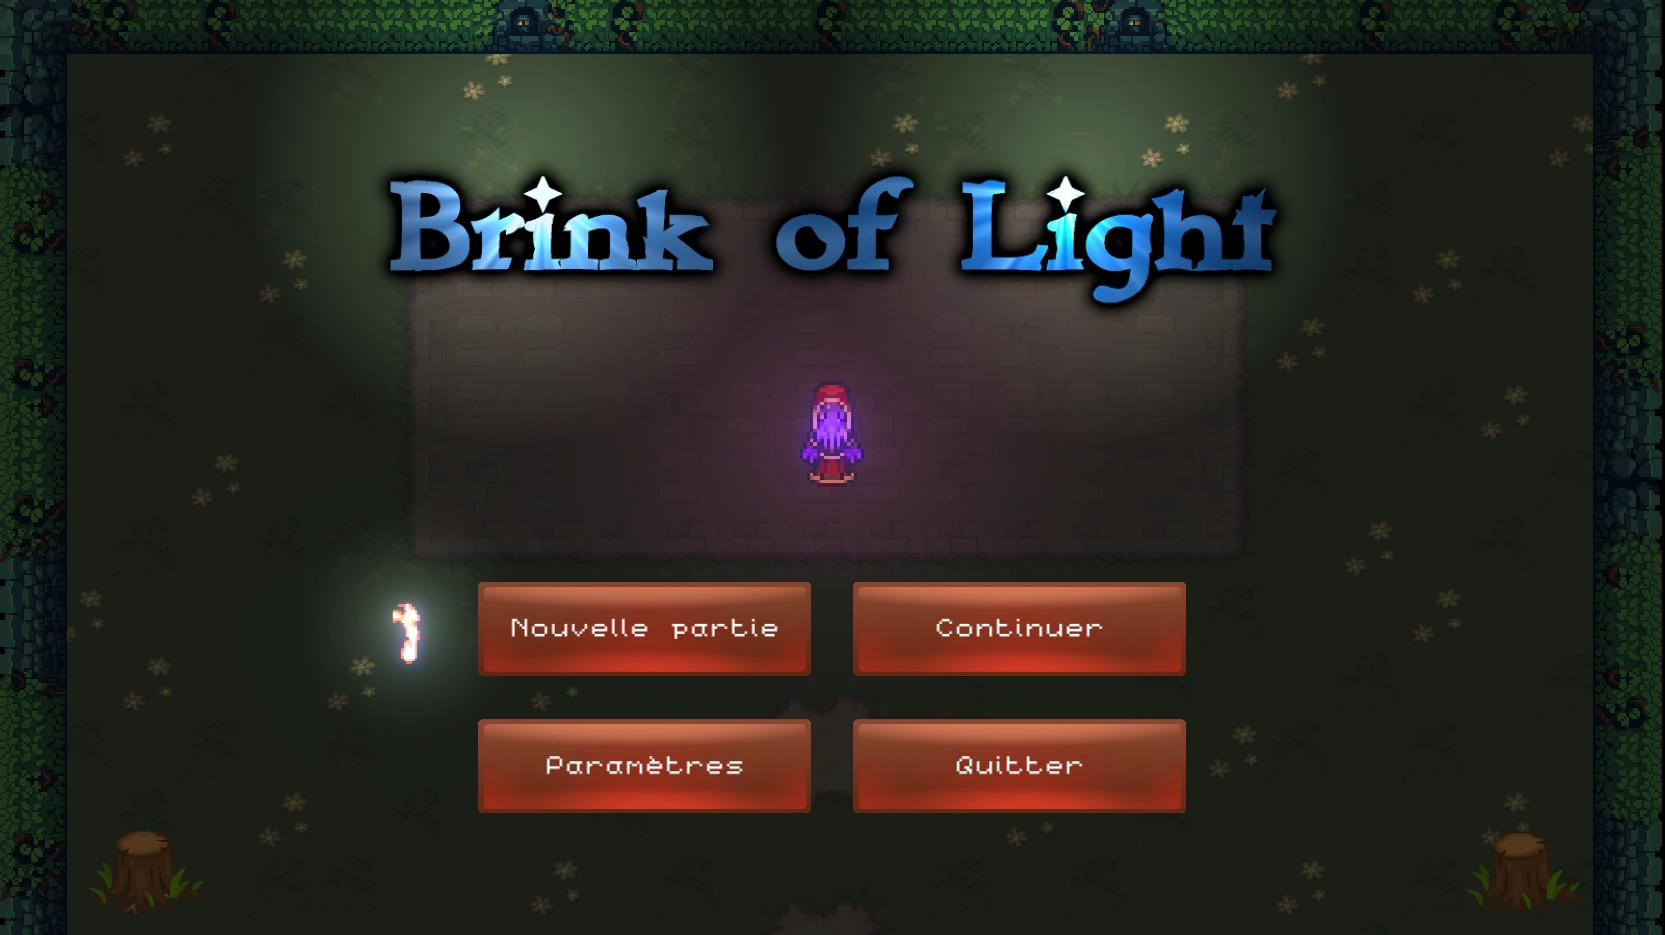 Brink of Light
Nouvelle partie
Continuer
Paramètres
Quitter